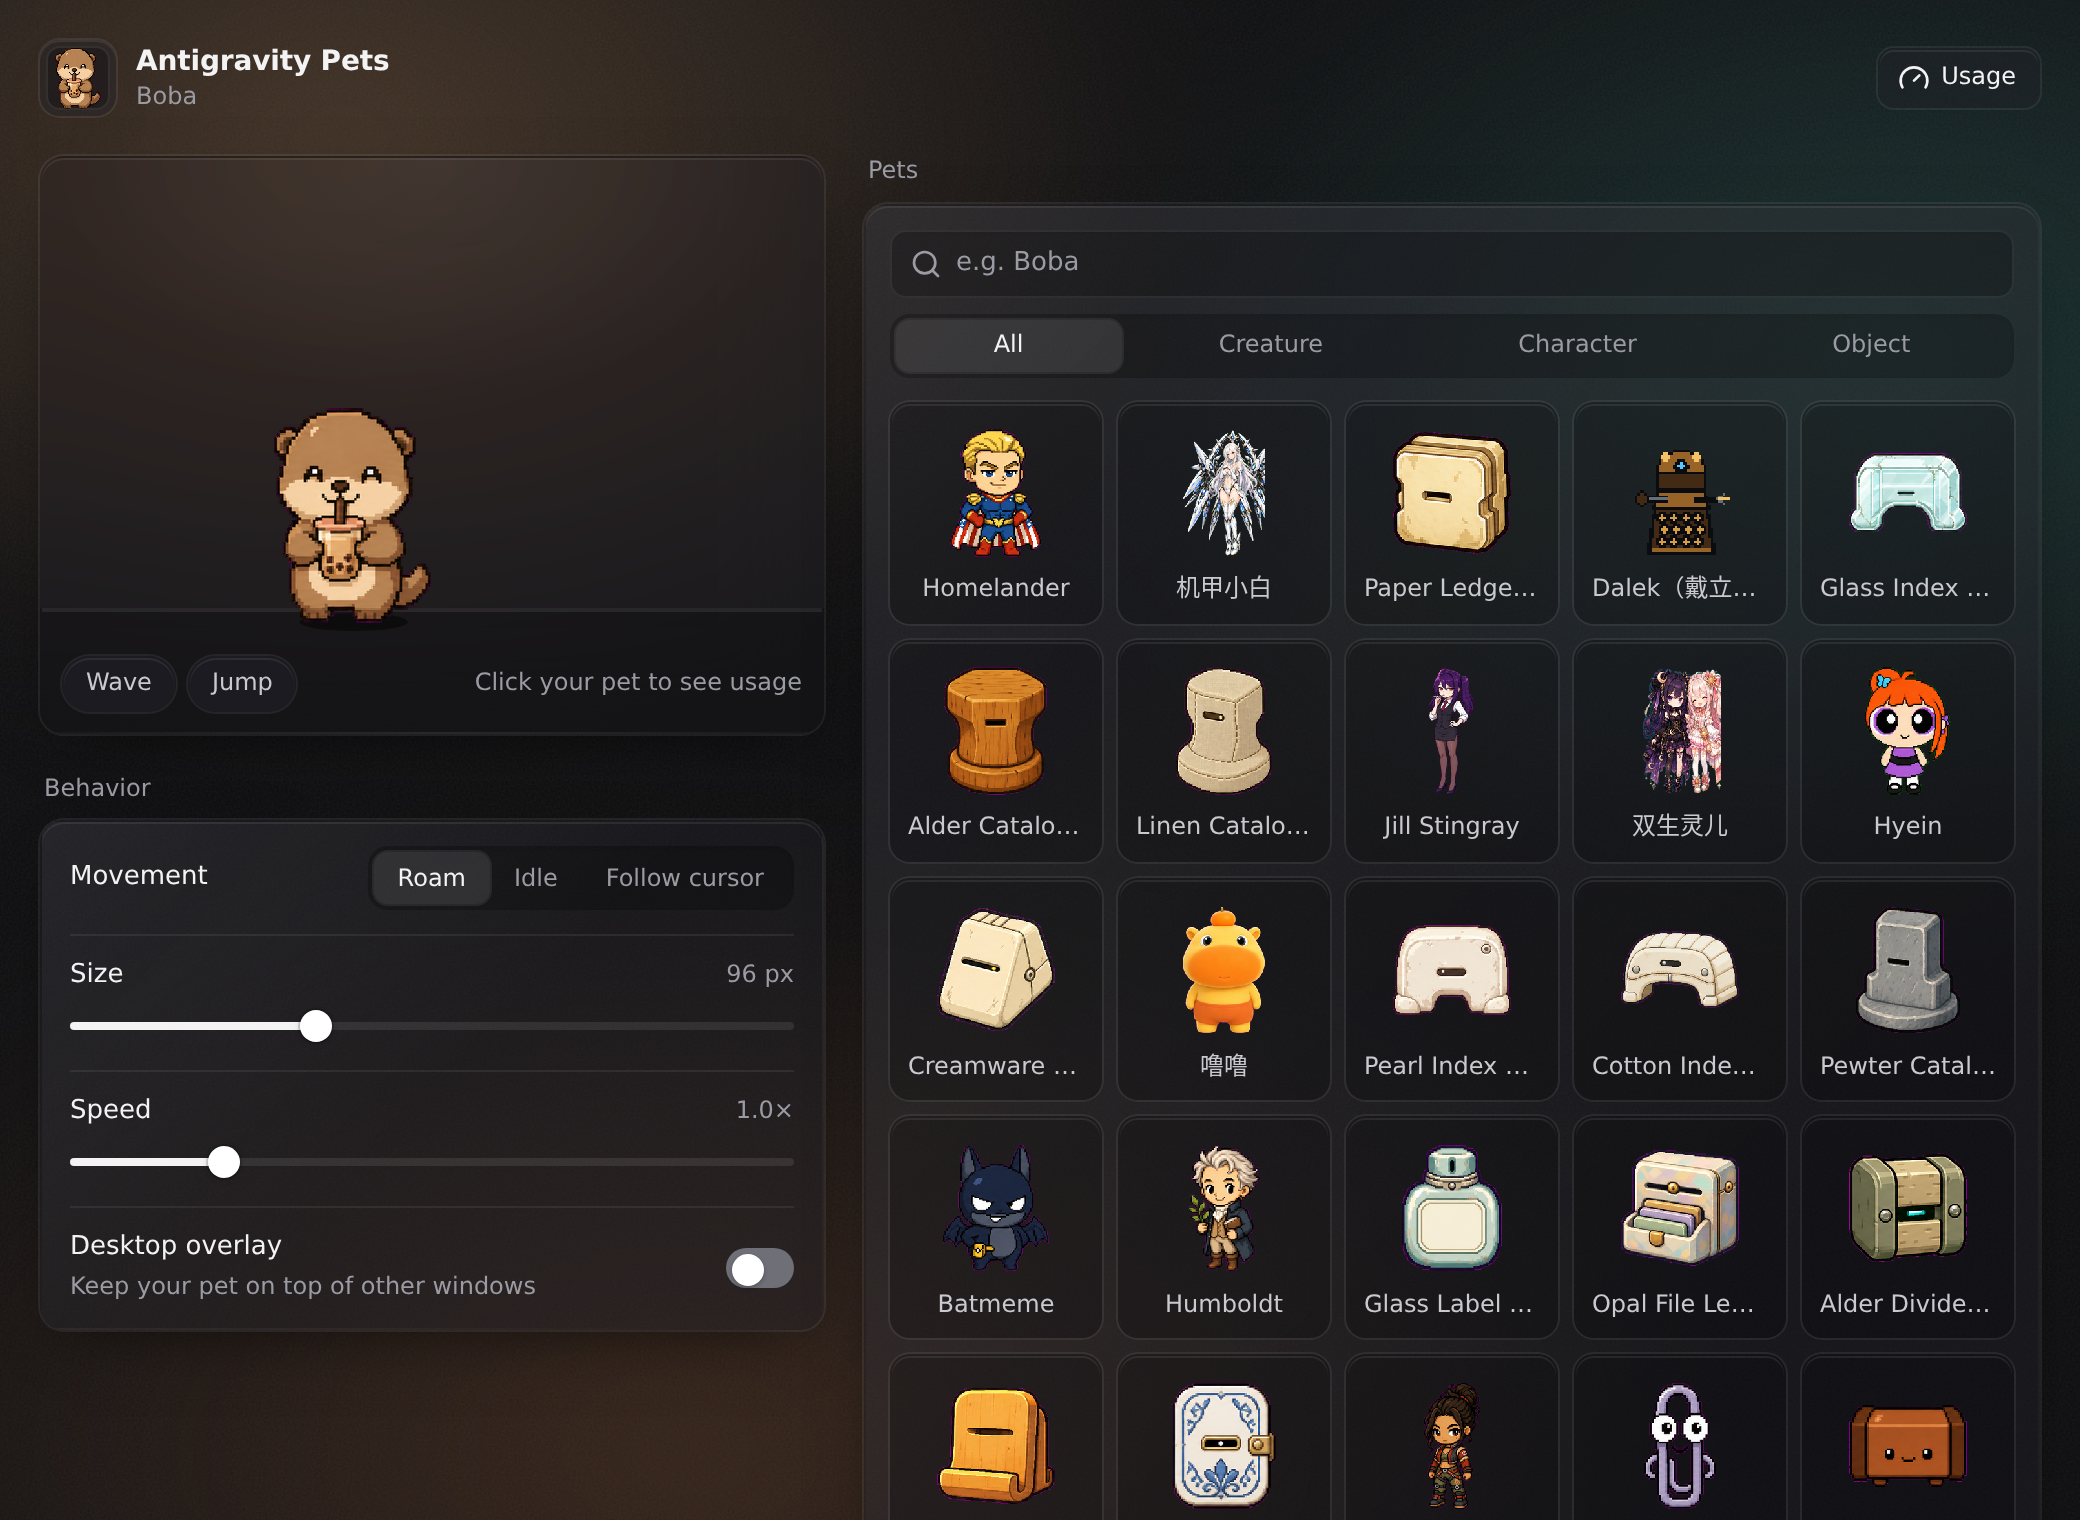 Antigravity Pets
Boba
Usage
Click your pet to see usage
Wave
Jump
Behavior
Movement
Roam
Idle
Follow cursor
Size
96 px
Speed
1.0×
Desktop overlay
Keep your pet on top of other windows
Pets
e.g. Boba
All
Creature
Character
Object
Homelander
机甲小白
Paper Ledge...
Dalek（戴立...
Glass Index ...
Alder Catalo...
Linen Catalo...
Jill Stingray
双生灵儿
Hyein
Creamware ...
噜噜
Pearl Index ...
Cotton Inde...
Pewter Catal...
Batmeme
Humboldt
Glass Label ...
Opal File Le...
Alder Divide...